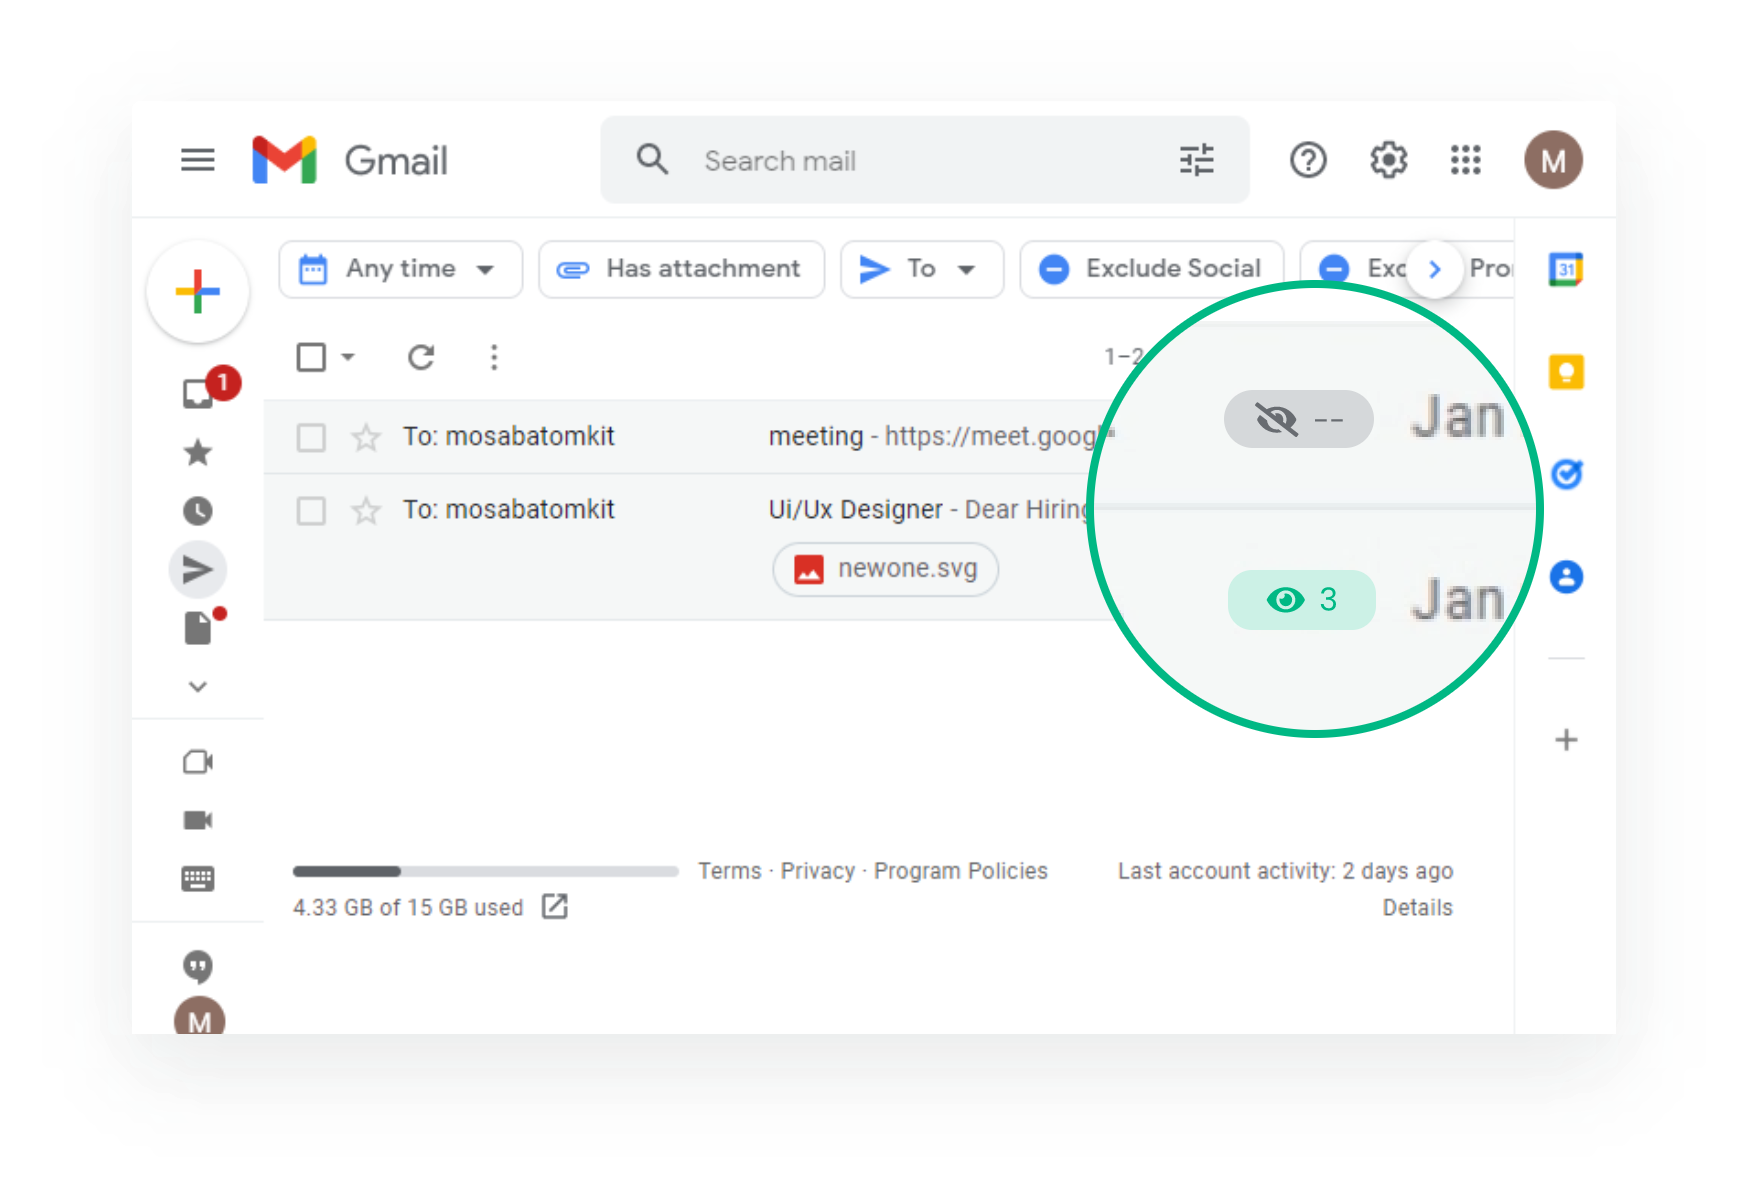 Gmail
Search mail
M
Any time
Has attachment
To
Exclude Social
Exc
31
1
1–2
To: mosabatomkit
meeting - https://meet.googl
--
Jan
To: mosabatomkit
Ui/Ux Designer - Dear Hiring
newone.svg
3
Jan
Terms · Privacy · Program Policies
Last account activity: 2 days ago
4.33 GB of 15 GB used
Details
M